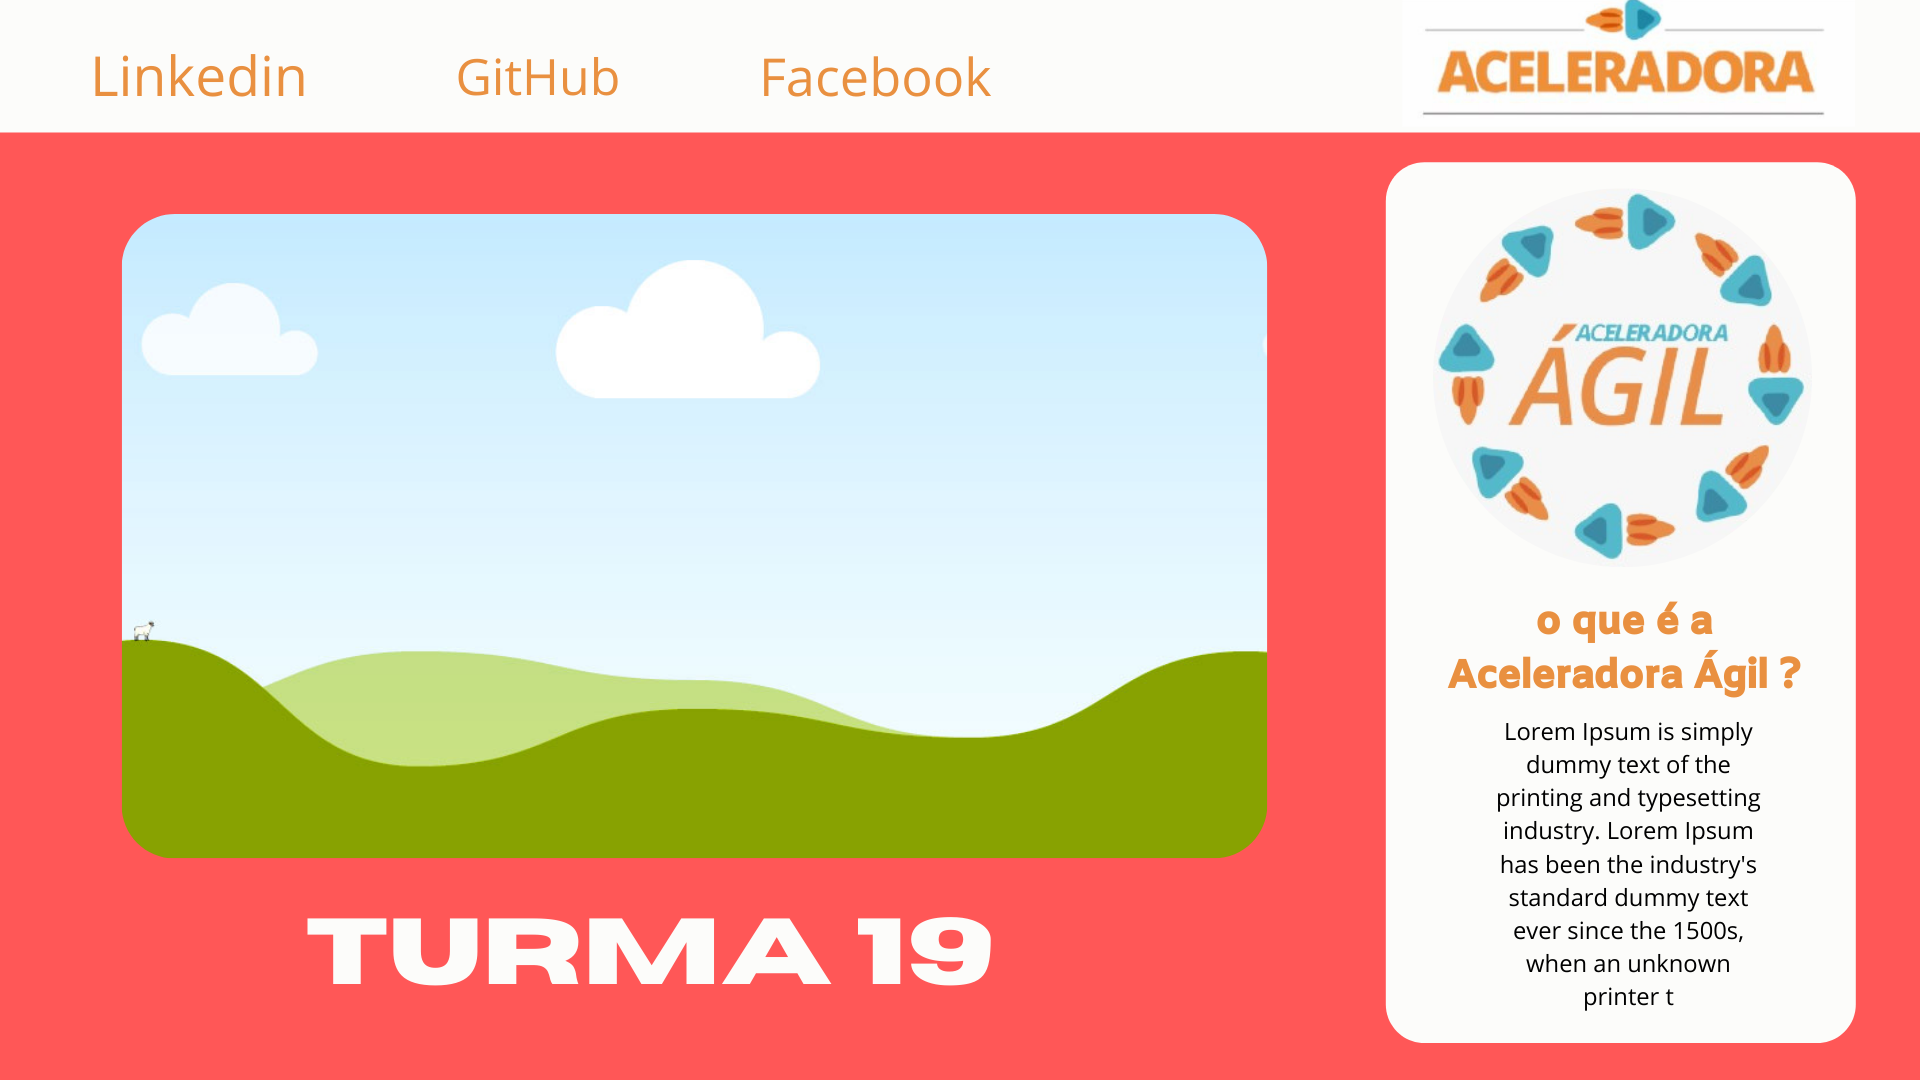 Linkedin GitHub Facebook
ACELERADORA
ACELERADORA
ÁGIL
o que é a
Aceleradora Ágil ?
Lorem Ipsum is simply
dummy text of the
printing and typesetting
industry. Lorem Ipsum
has been the industry's
standard dummy text
ever since the 1500s,
when an unknown
printer t
TURMA 19